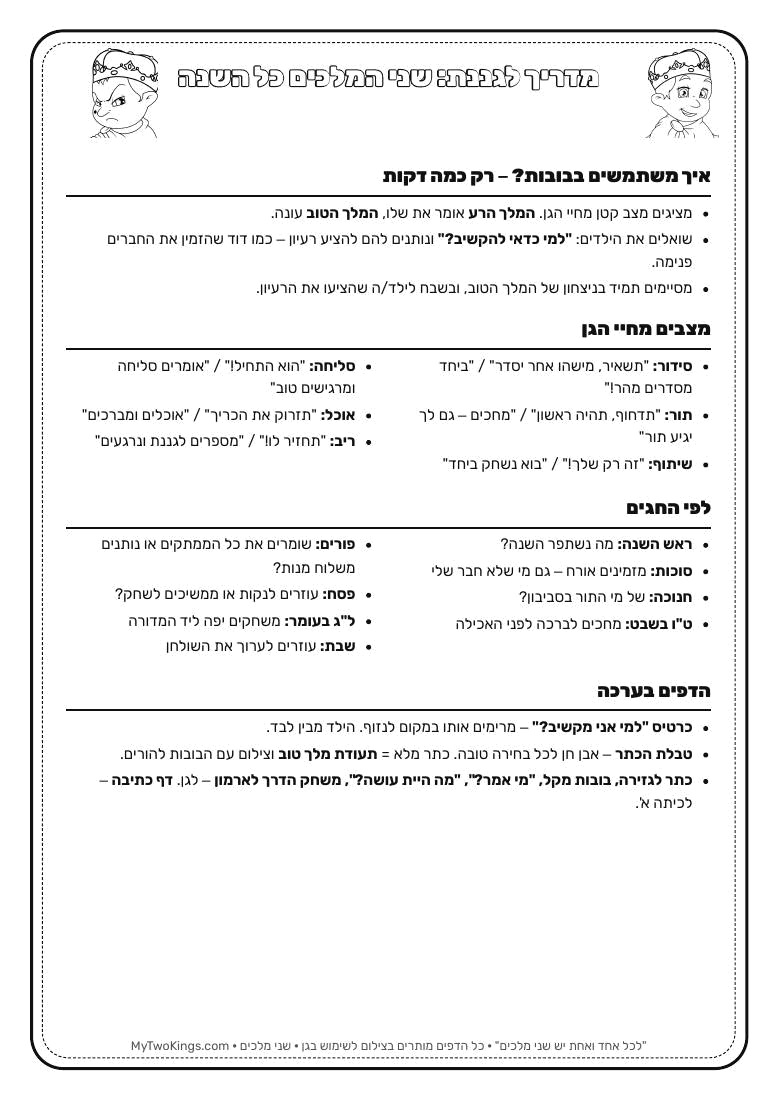 מדריך לגננת: שני המלכים כל השנה
איך משתמשים בבובות? – רק כמה דקות
• מציגים מצב קטן מחיי הגן. המלך הרע אומר את שלו, המלך הטוב עונה.
• שואלים את הילדים: "למי כדאי להקשיב?" ונותנים להם להציע רעיון – כמו דוד שהזמין את החברים
פנימה.
• מסיימים תמיד בניצחון של המלך הטוב, ובשבח לילד/ה שהציעו את הרעיון.
מצבים מחיי הגן
• סידור: "תשאיר, מישהו אחר יסדר" / "ביחד
מסדרים מהר!"
• תור: "תדחוף, תהיה ראשון" / "מחכים – גם לך
יגיע תור"
• שיתוף: "זה רק שלך!" / "בוא נשחק ביחד"
• סליחה: "הוא התחיל!" / "אומרים סליחה
ומרגישים טוב"
• אוכל: "תזרוק את הכריך" / "אוכלים ומברכים"
• ריב: "תחזיר לו!" / "מספרים לגננת ונרגעים"
לפי החגים
• ראש השנה: מה נשתפר השנה?
• סוכות: מזמינים אורח – גם מי שלא חבר שלי
• חנוכה: של מי התור בסביבון?
• ט"ו בשבט: מחכים לברכה לפני האכילה
• פורים: שומרים את כל הממתקים או נותנים
משלוח מנות?
• פסח: עוזרים לנקות או ממשיכים לשחק?
• ל"ג בעומר: משחקים יפה ליד המדורה
• שבת: עוזרים לערוך את השולחן
הדפים בערכה
• כרטיס "למי אני מקשיב?" – מרימים אותו במקום לנזוף. הילד מבין לבד.
• טבלת הכתר – אבן חן לכל בחירה טובה. כתר מלא = תעודת מלך טוב וצילום עם הבובות להורים.
• כתר לגזירה, בובות מקל, "מי אמר?", "מה היית עושה?", משחק הדרך לארמון – לגן. דף כתיבה –
לכיתה א'.
"לכל אחד ואחת יש שני מלכים" • כל הדפים מותרים בצילום לשימוש בגן • שני מלכים • MyTwoKings.com